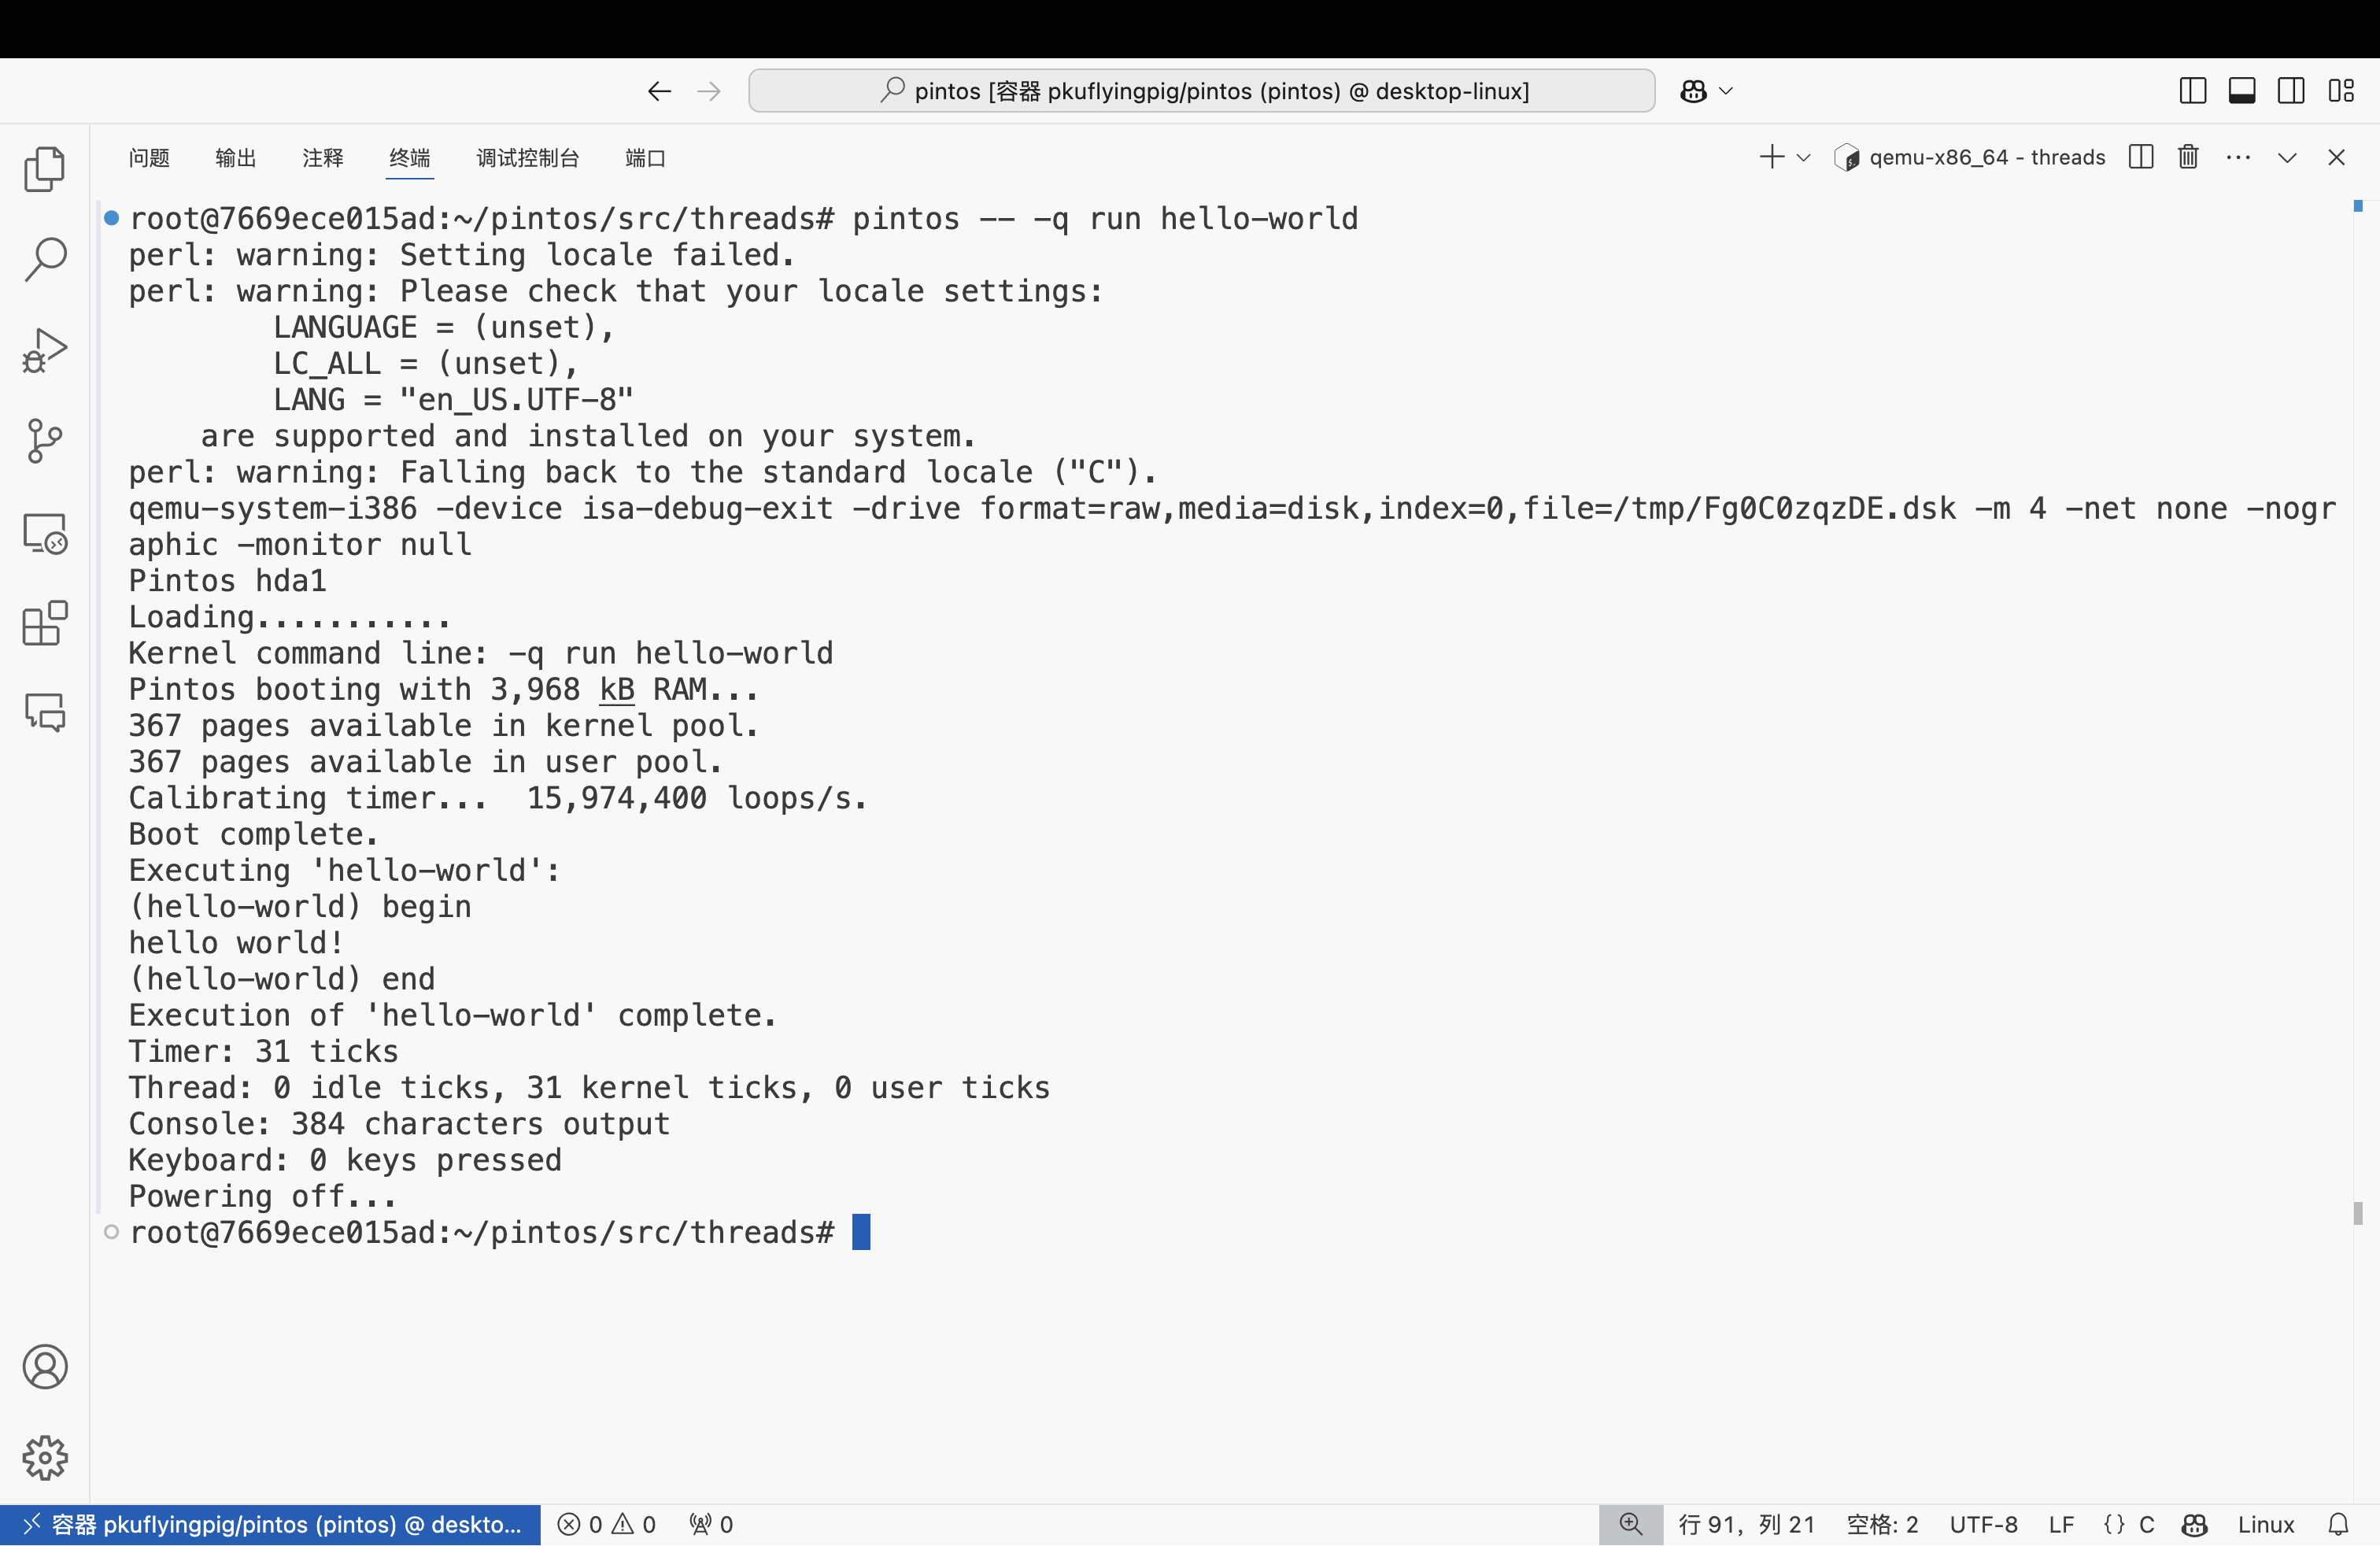 pintos [容器 pkuflyingpig/pintos (pintos) @ desktop-linux]
问题 输出 注释 终端 调试控制台 端口 qemu-x86_64 - threads
root@7669ece015ad:~/pintos/src/threads# pintos -- -q run hello-world
perl: warning: Setting locale failed.
perl: warning: Please check that your locale settings:
        LANGUAGE = (unset),
        LC_ALL = (unset),
        LANG = "en_US.UTF-8"
    are supported and installed on your system.
perl: warning: Falling back to the standard locale ("C").
qemu-system-i386 -device isa-debug-exit -drive format=raw,media=disk,index=0,file=/tmp/Fg0C0zqzDE.dsk -m 4 -net none -nogr
aphic -monitor null
Pintos hda1
Loading...........
Kernel command line: -q run hello-world
Pintos booting with 3,968 kB RAM...
367 pages available in kernel pool.
367 pages available in user pool.
Calibrating timer...  15,974,400 loops/s.
Boot complete.
Executing 'hello-world':
(hello-world) begin
hello world!
(hello-world) end
Execution of 'hello-world' complete.
Timer: 31 ticks
Thread: 0 idle ticks, 31 kernel ticks, 0 user ticks
Console: 384 characters output
Keyboard: 0 keys pressed
Powering off...
root@7669ece015ad:~/pintos/src/threads#
容器 pkuflyingpig/pintos (pintos) @ deskto... 0 0 0 行 91，列 21 空格: 2 UTF-8 LF {} C Linux